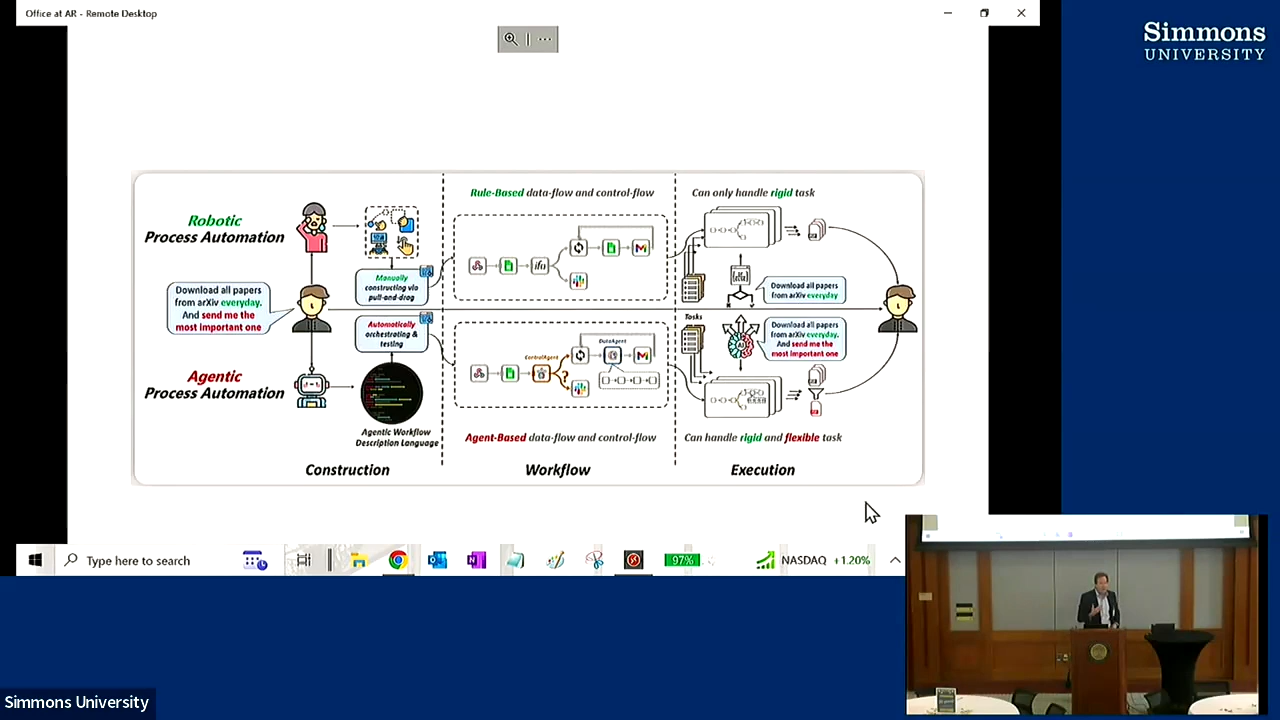 Office at AR - Remote Desktop
Simmons
UNIVERSITY
Robotic
Process Automation
Download all papers
from arXiv everyday.
And send me the
most important one
Agentic
Process Automation
Manually
constructing via
pull-and-drag
Automatically
orchestrating &
testing
Agentic Workflow
Description Language
Construction
Rule-Based data-flow and control-flow
ControlAgent
DataAgent
Agent-Based data-flow and control-flow
Workflow
Can only handle rigid task
Download all papers
from arXiv everyday
Tasks
Download all papers
from arXiv everyday.
And send me the
most important one
Can handle rigid and flexible task
Execution
Type here to search
97%
NASDAQ +1.20%
Simmons University